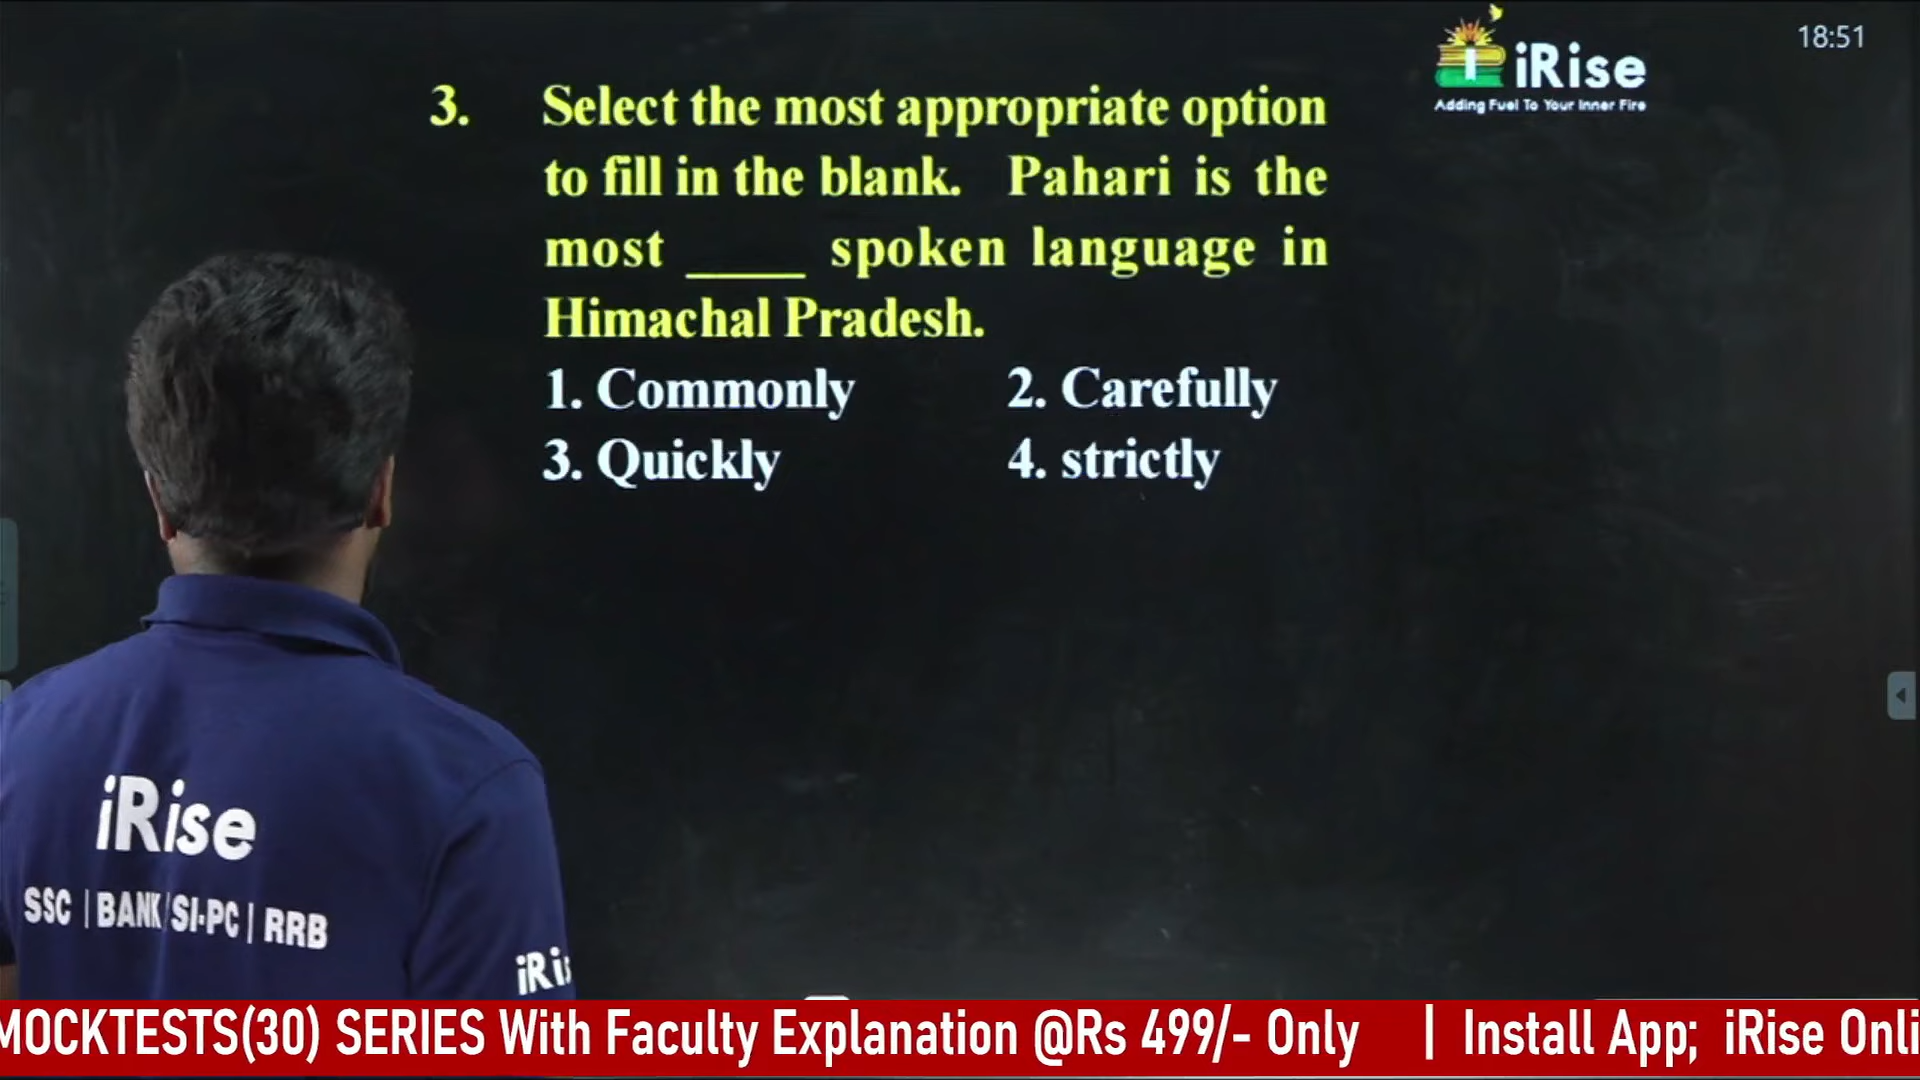 iRise
Adding Fuel To Your Inner Fire
18:51
3. Select the most appropriate option
to fill in the blank. Pahari is the
most ____ spoken language in
Himachal Pradesh.
1. Commonly 2. Carefully
3. Quickly 4. strictly
iRise
SSC | BANK/SI-PC | RRB
iRis
MOCKTESTS(30) SERIES With Faculty Explanation @Rs 499/- Only | Install App; iRise Onli